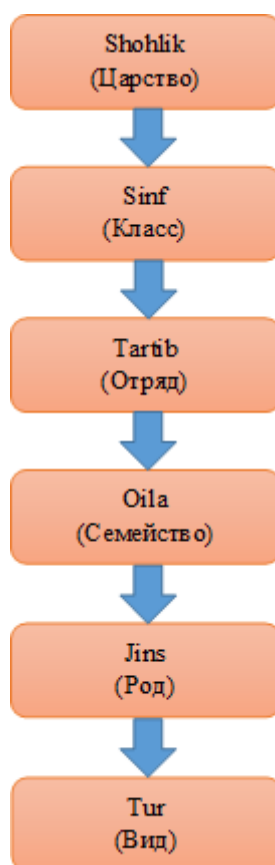 Shohlik
(Царство)
Sinf
(Класс)
Tartib
(Отряд)
Oila
(Семейство)
Jins
(Род)
Tur
(Вид)